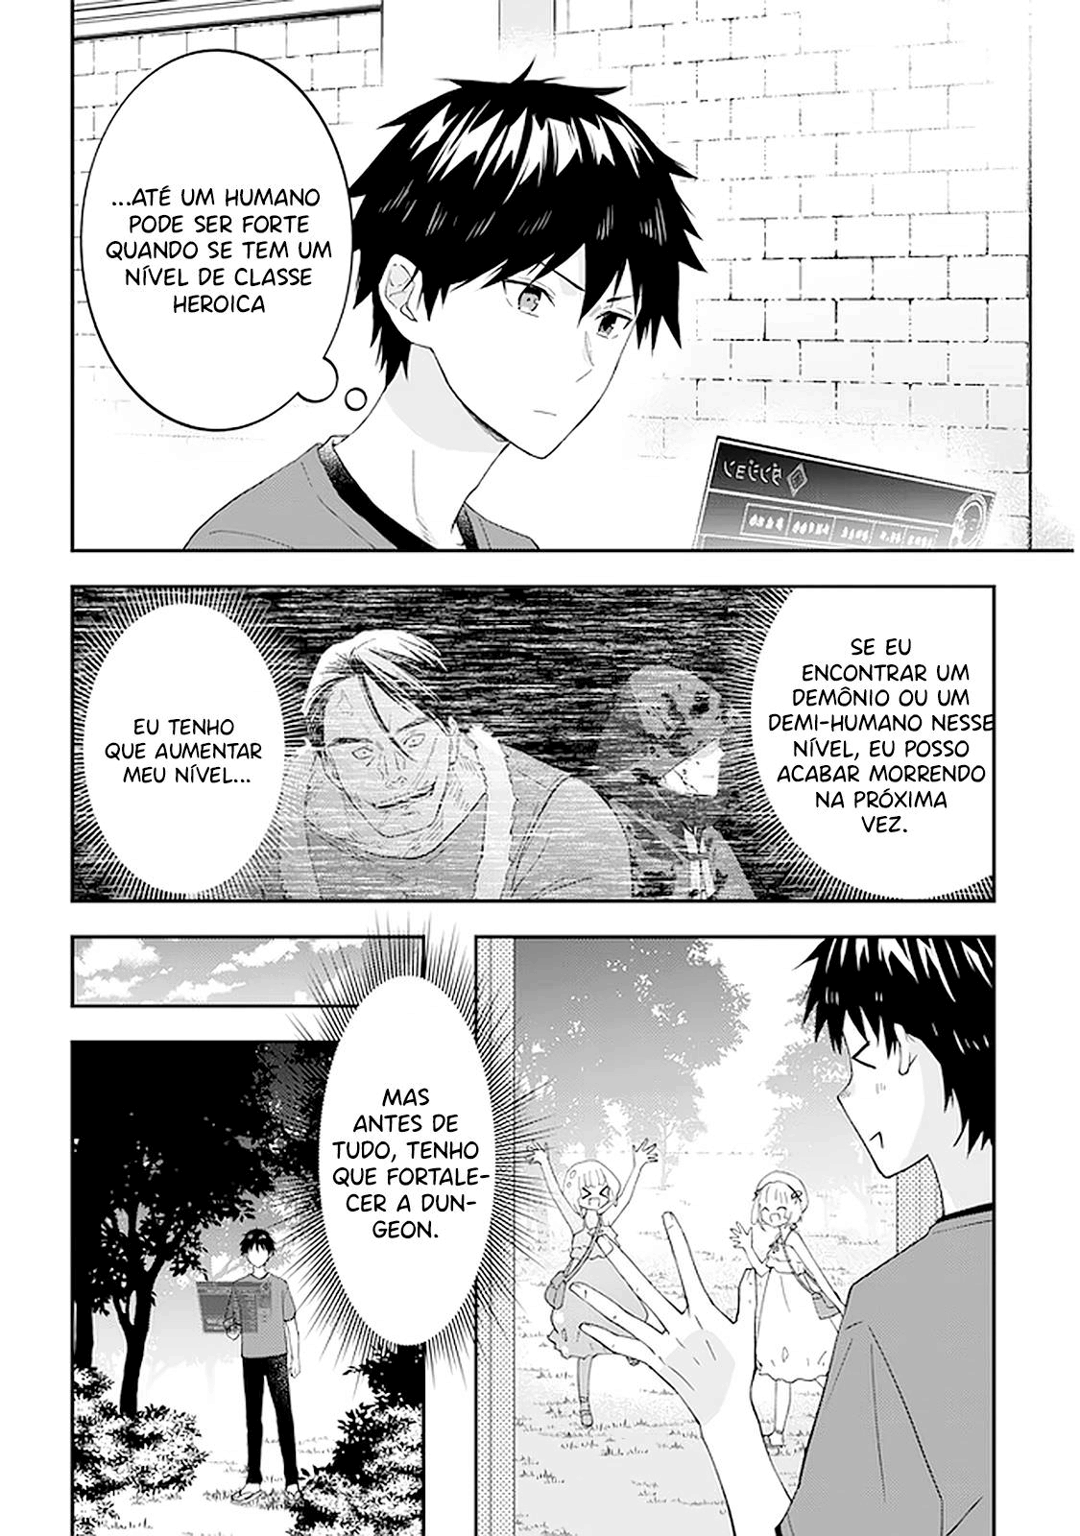 ...ATÉ UM HUMANO
PODE SER FORTE
QUANDO SE TEM UM
NÍVEL DE CLASSE
HEROICA
SE EU
ENCONTRAR UM
DEMÔNIO OU UM
DEMI-HUMANO NESSE
NÍVEL, EU POSSO
ACABAR MORRENDO
NA PRÓXIMA
VEZ.
EU TENHO
QUE AUMENTAR
MEU NÍVEL...
MAS
ANTES DE
TUDO, TENHO
QUE FORTALE-
CER A DUN-
GEON.